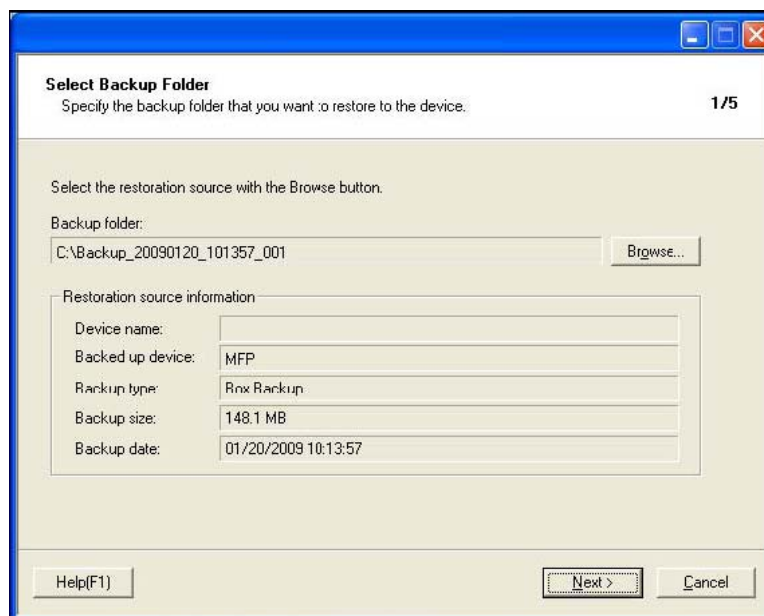 Select Backup Folder
Specify the backup folder that you want to restore to the device.
1/5
Select the restoration source with the Browse button.
Backup folder:
C:\Backup_20090120_101357_001
Browse...
Restoration source information
Device name:
Backed up device: MFP
Backup type: Box Backup
Backup size: 148.1 MB
Backup date: 01/20/2009 10:13:57
Help(F1)
Next >
Cancel